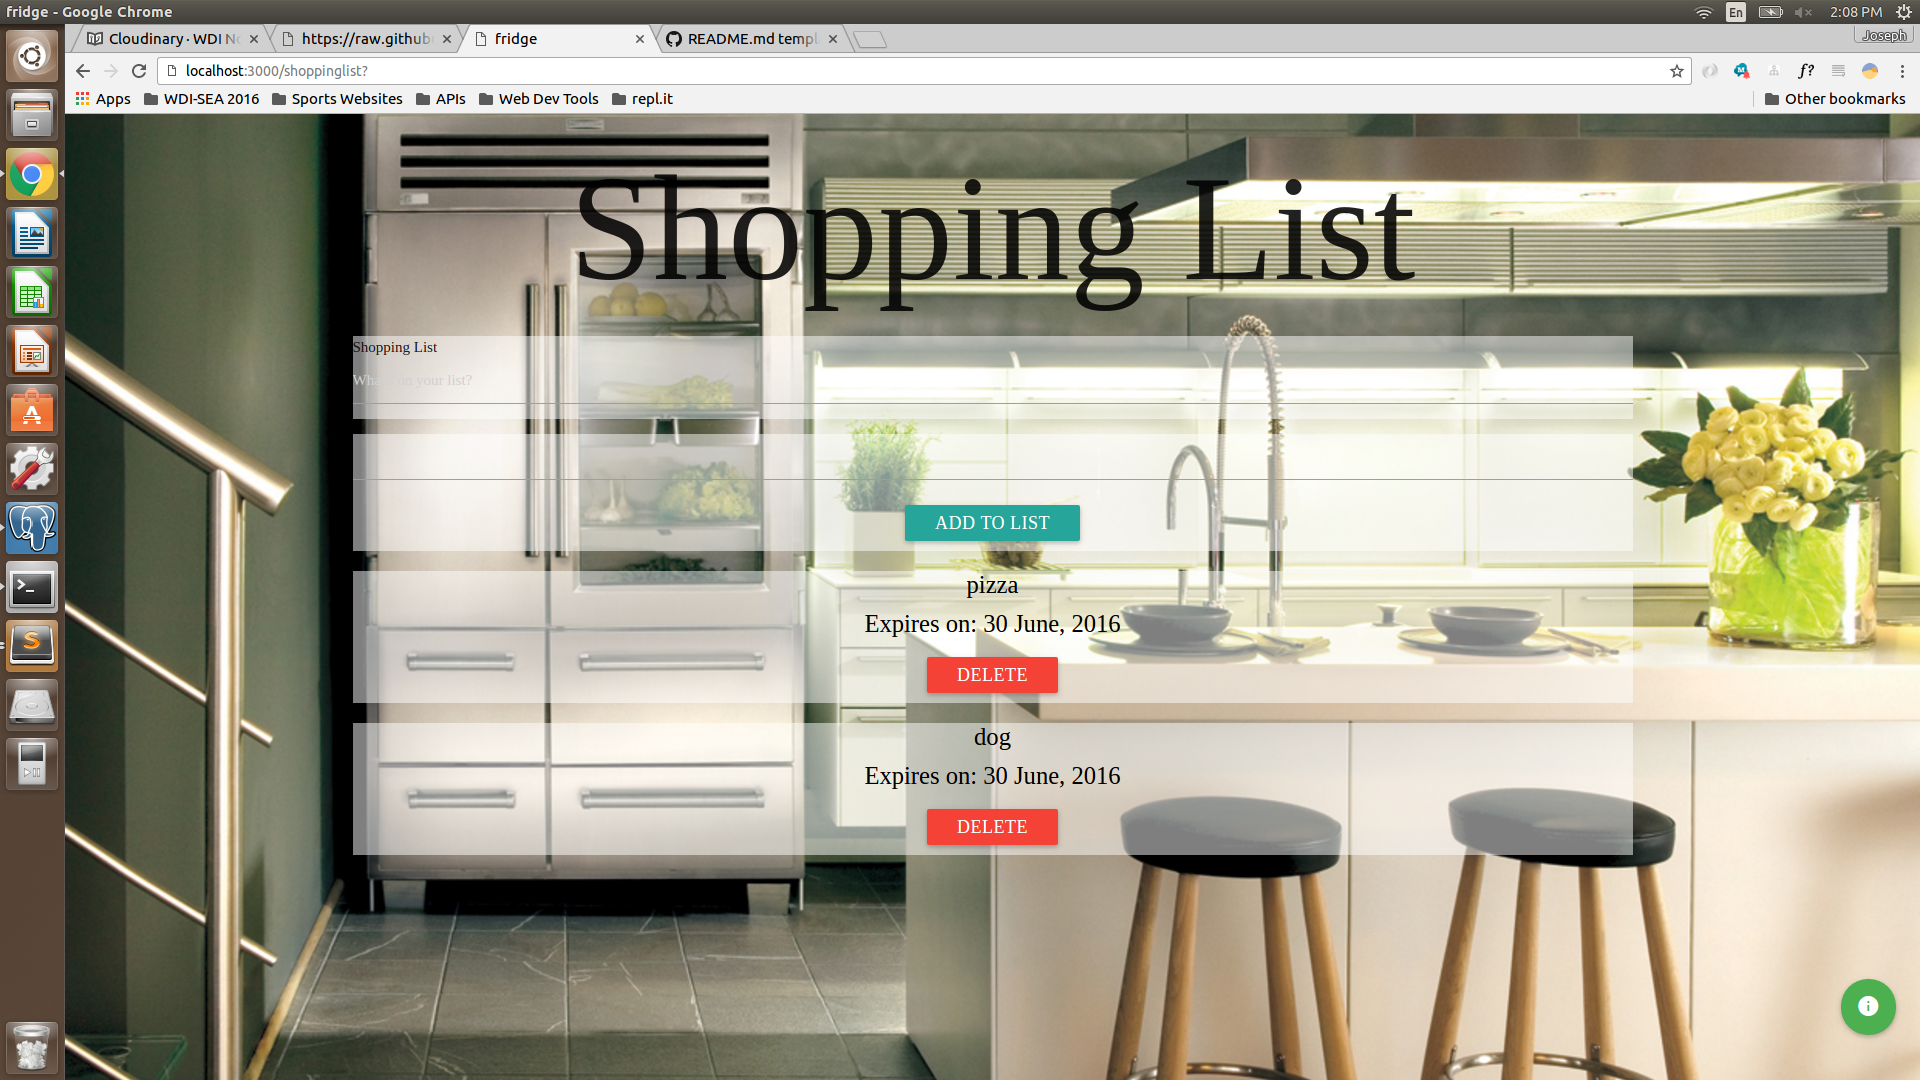 fridge - Google Chrome
En
2:08 PM
Cloudinary · WDI N
https://raw.github
fridge
README.md templ
Joseph
localhost:3000/shoppinglist?
f?
Apps
WDI-SEA 2016
Sports Websites
APIs
Web Dev Tools
repl.it
Other bookmarks
Shopping List
Shopping List
What's on your list?
ADD TO LIST
pizza
Expires on: 30 June, 2016
DELETE
dog
Expires on: 30 June, 2016
DELETE